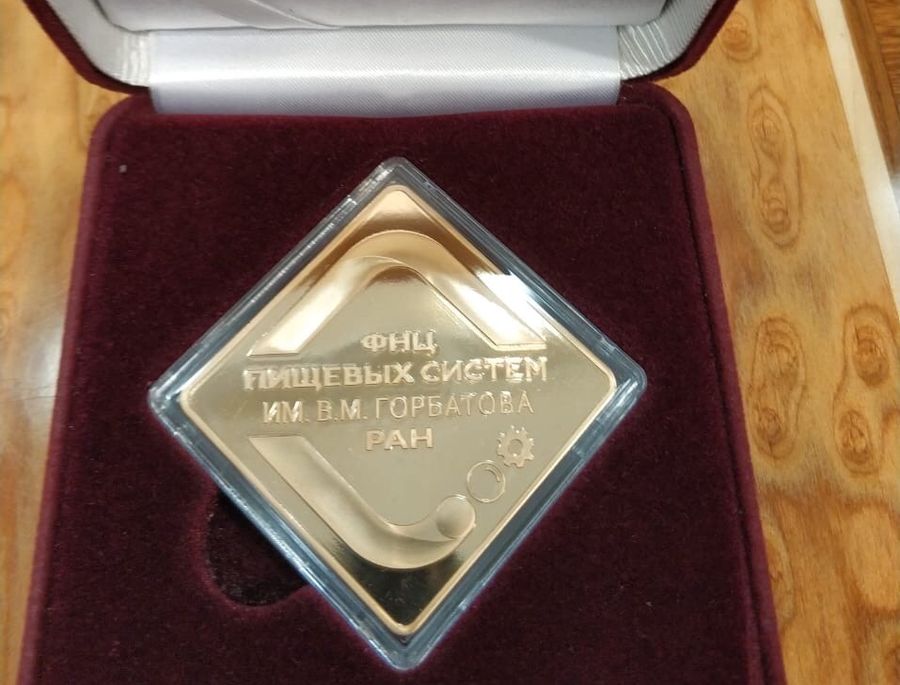 ФНЦ
ПИЩЕВЫХ СИСТЕМ
ИМ. В.М. ГОРБАТОВА
РАН